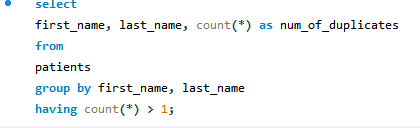 select
first_name, last_name, count(*) as num_of_duplicates
from
patients
group by first_name, last_name
having count(*) > 1;